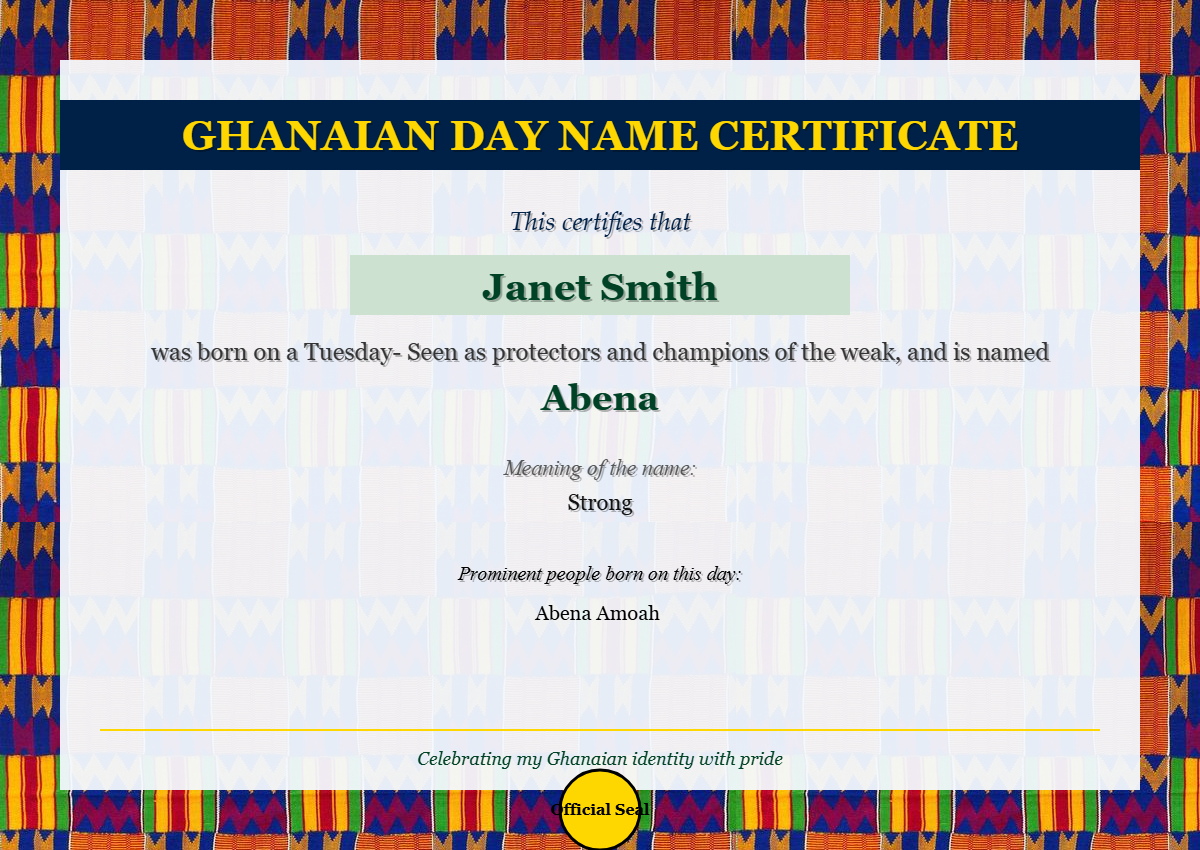 GHANAIAN DAY NAME CERTIFICATE
This certifies that
Janet Smith
was born on a Tuesday- Seen as protectors and champions of the weak, and is named
Abena
Meaning of the name:
Strong
Prominent people born on this day:
Abena Amoah
Celebrating my Ghanaian identity with pride
Official Seal